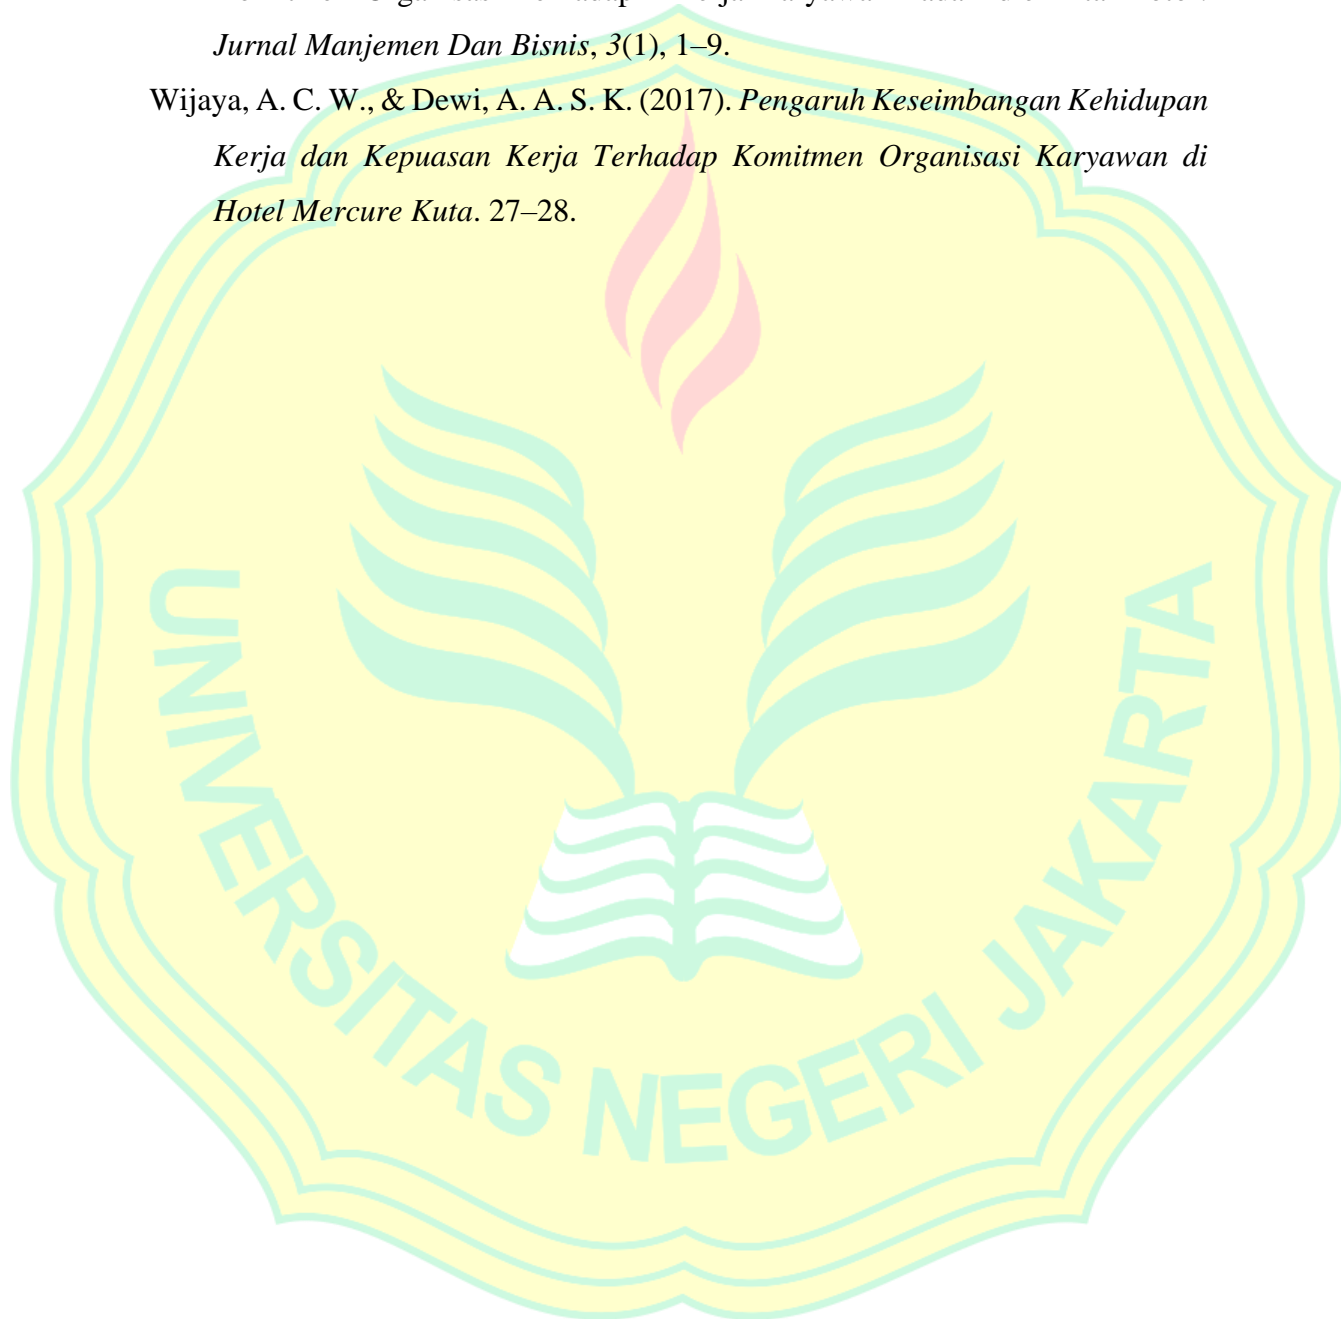 Organisasi
Jurnal Manjemen Dan Bisnis, 3(1), 1–9.
Wijaya, A. C. W., & Dewi, A. A. S. K. (2017). Pengaruh Keseimbangan Kehidupan
Kerja dan Kepuasan Kerja Terhadap Komitmen Organisasi Karyawan di
Hotel Mercure Kuta. 27–28.
UNIVERSITAS NEGERI JAKARTA